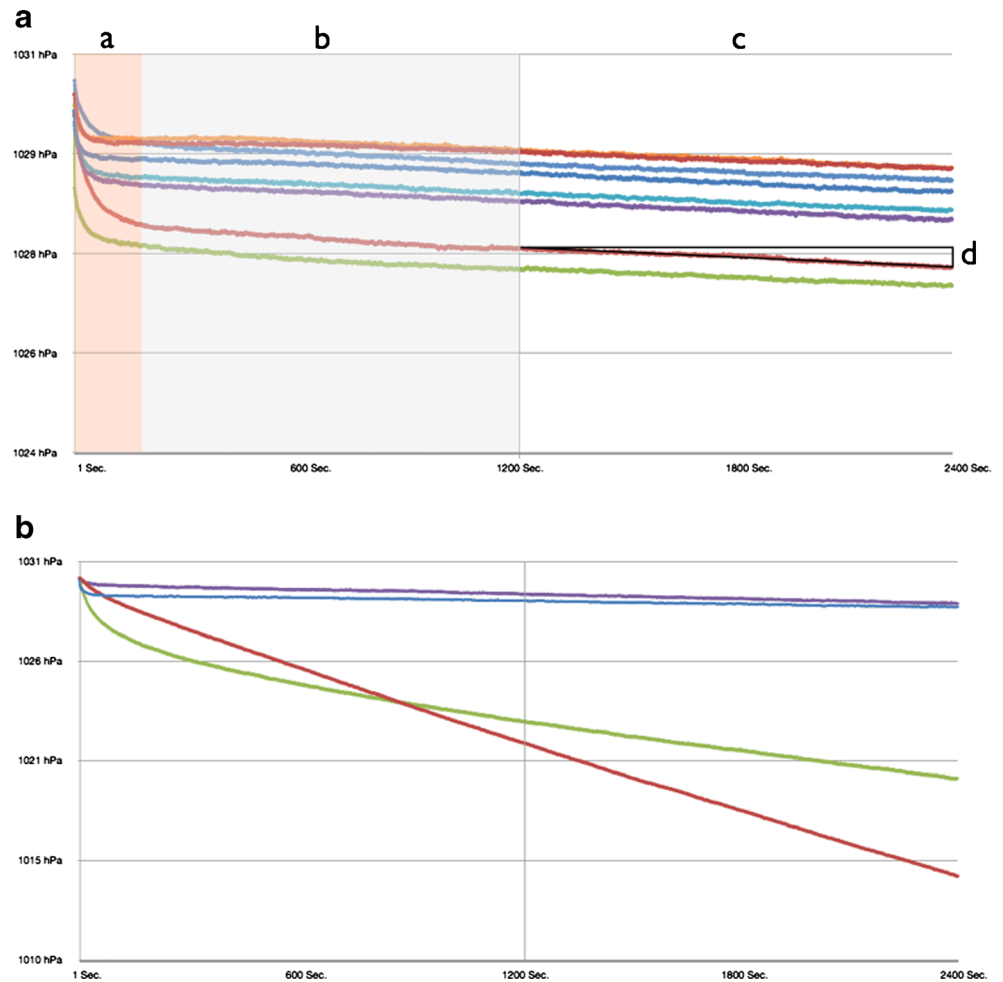 a
a b c
1031 hPa
1029 hPa
1028 hPa
d
1026 hPa
1024 hPa
1 Sec. 600 Sec. 1200 Sec. 1800 Sec. 2400 Sec.
b
1031 hPa
1026 hPa
1021 hPa
1015 hPa
1010 hPa
1 Sec. 600 Sec. 1200 Sec. 1800 Sec. 2400 Sec.